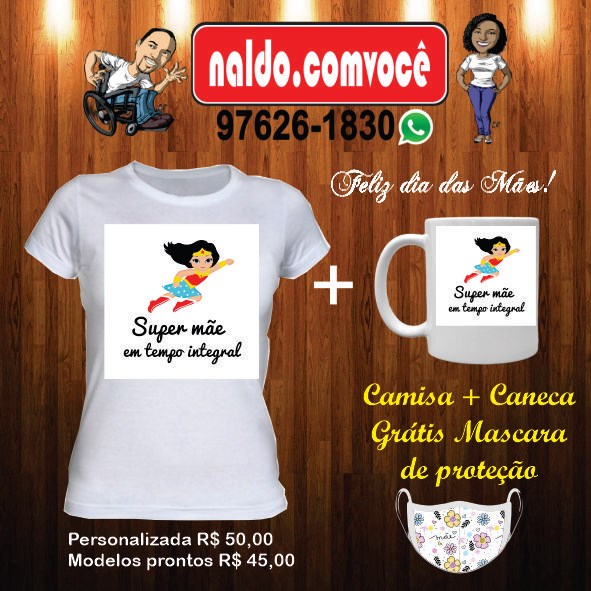 naldo.comvocê
97626-1830
Feliz dia das Mães!
Super mãe
em tempo integral
+
Super mãe
em tempo integral
Camisa + Caneca
Grátis Mascara
de proteção
mãe
Personalizada R$ 50,00
Modelos prontos R$ 45,00